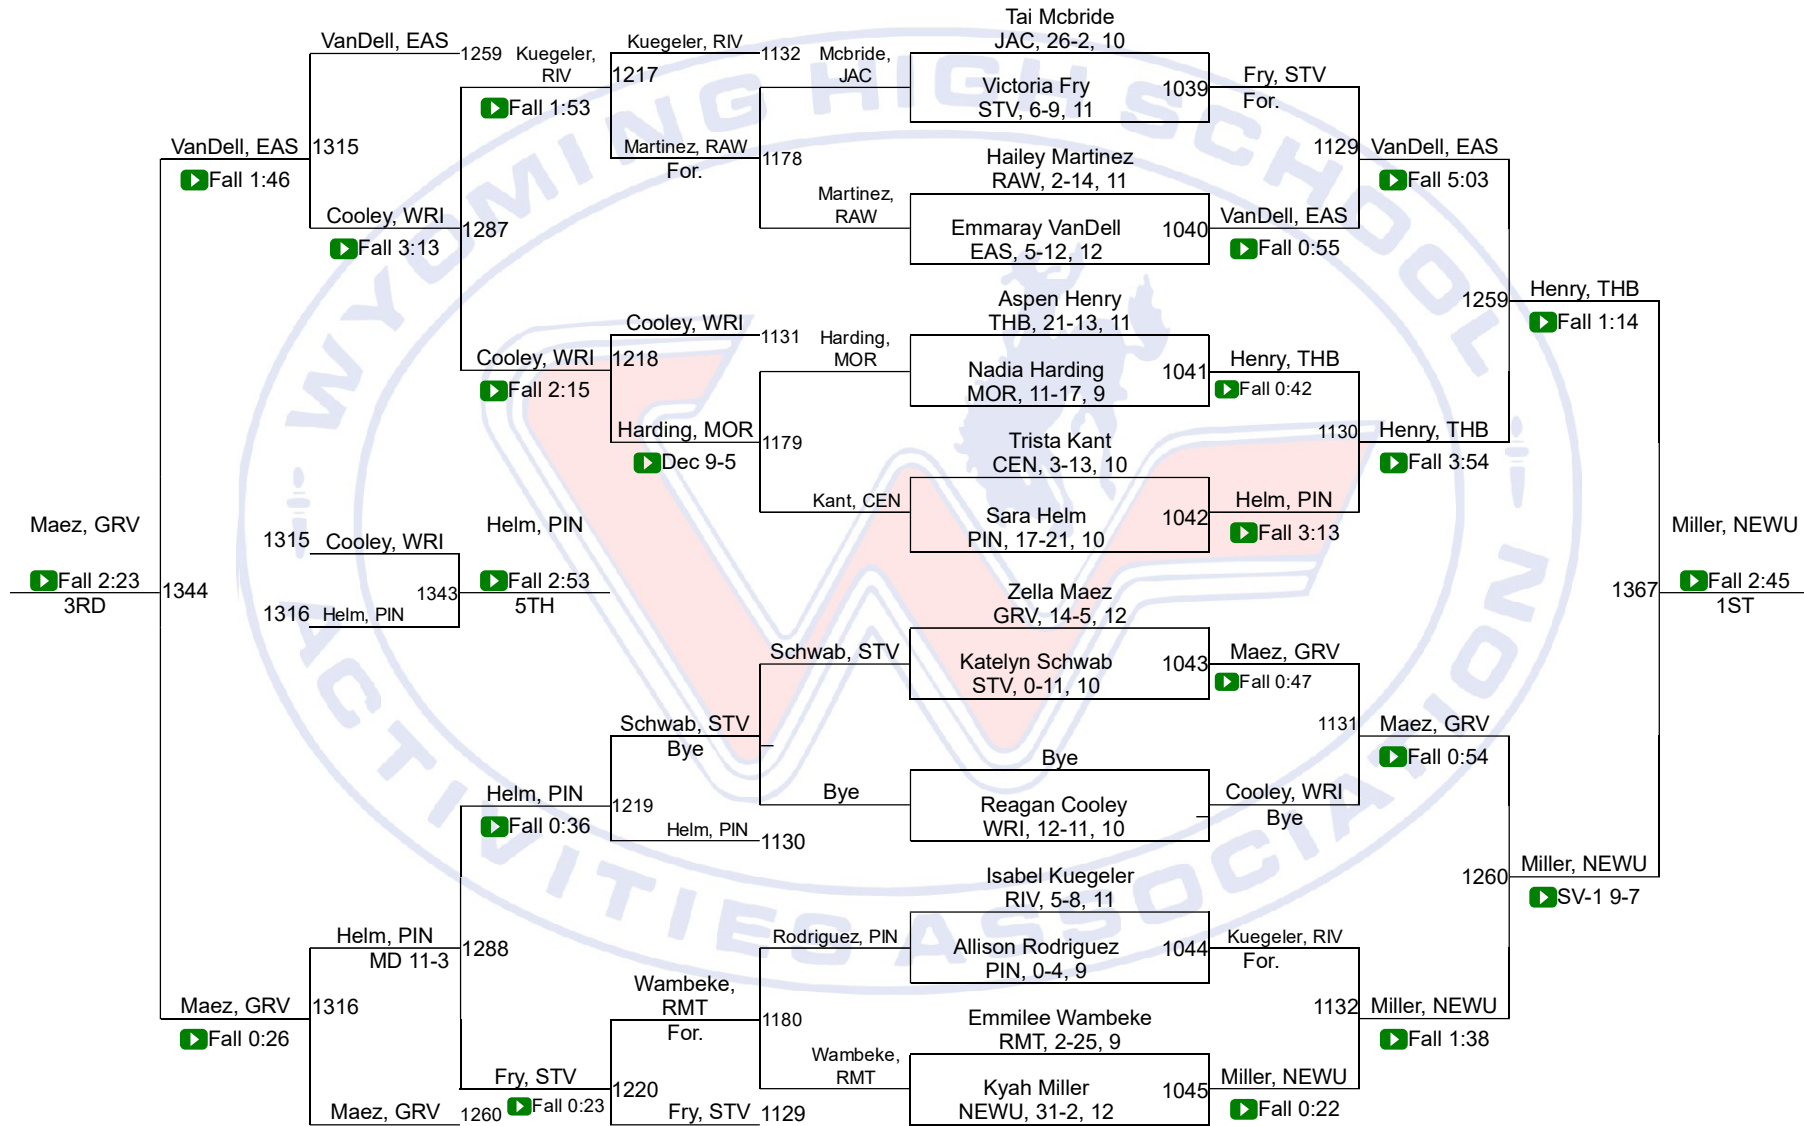 WYOMING HIGH SCHOOL
ACTIVITIES ASSOCIATION
Tai Mcbride
JAC, 26-2, 10
Victoria Fry
STV, 6-9, 11
1039
Hailey Martinez
RAW, 2-14, 11
Emmaray VanDell
EAS, 5-12, 12
1040
Aspen Henry
THB, 21-13, 11
Nadia Harding
MOR, 11-17, 9
1041
Trista Kant
CEN, 3-13, 10
Sara Helm
PIN, 17-21, 10
1042
Zella Maez
GRV, 14-5, 12
Katelyn Schwab
STV, 0-11, 10
1043
Bye
Reagan Cooley
WRI, 12-11, 10
Isabel Kuegeler
RIV, 5-8, 11
Allison Rodriguez
PIN, 0-4, 9
1044
Emmilee Wambeke
RMT, 2-25, 9
Kyah Miller
NEWU, 31-2, 12
1045
Fry, STV
For.
1129
VanDell, EAS
Fall 0:55
Henry, THB
Fall 0:42
1130
Helm, PIN
Fall 3:13
Maez, GRV
Fall 0:47
1131
Cooley, WRI
Bye
Kuegeler, RIV
For.
1132
Miller, NEWU
Fall 0:22
VanDell, EAS
Fall 5:03
1259
Henry, THB
Fall 3:54
Maez, GRV
Fall 0:54
1260
Miller, NEWU
Fall 1:38
Henry, THB
Fall 1:14
1367
Miller, NEWU
SV-1 9-7
Miller, NEWU
Fall 2:45
1ST
Mcbride,
JAC
1178
Martinez,
RAW
Harding,
MOR
1179
Kant, CEN
Schwab, STV
Bye
Rodriguez, PIN
1180
Wambeke,
RMT
Kuegeler, RIV
1132
1217
Martinez, RAW
For.
Cooley, WRI
1131
1218
Harding, MOR
Dec 9-5
Schwab, STV
Bye
1219
Helm, PIN
1130
Wambeke,
RMT
For.
1220
Fry, STV
1129
Kuegeler,
RIV
Fall 1:53
1287
Cooley, WRI
Fall 2:15
Helm, PIN
Fall 0:36
1288
Fry, STV
Fall 0:23
VanDell, EAS
1259
1315
Cooley, WRI
Fall 3:13
Helm, PIN
MD 11-3
1316
Maez, GRV
1260
VanDell, EAS
Fall 1:46
1344
Maez, GRV
Fall 0:26
Maez, GRV
Fall 2:23
3RD
1315
Cooley, WRI
1343
1316
Helm, PIN
Helm, PIN
Fall 2:53
5TH